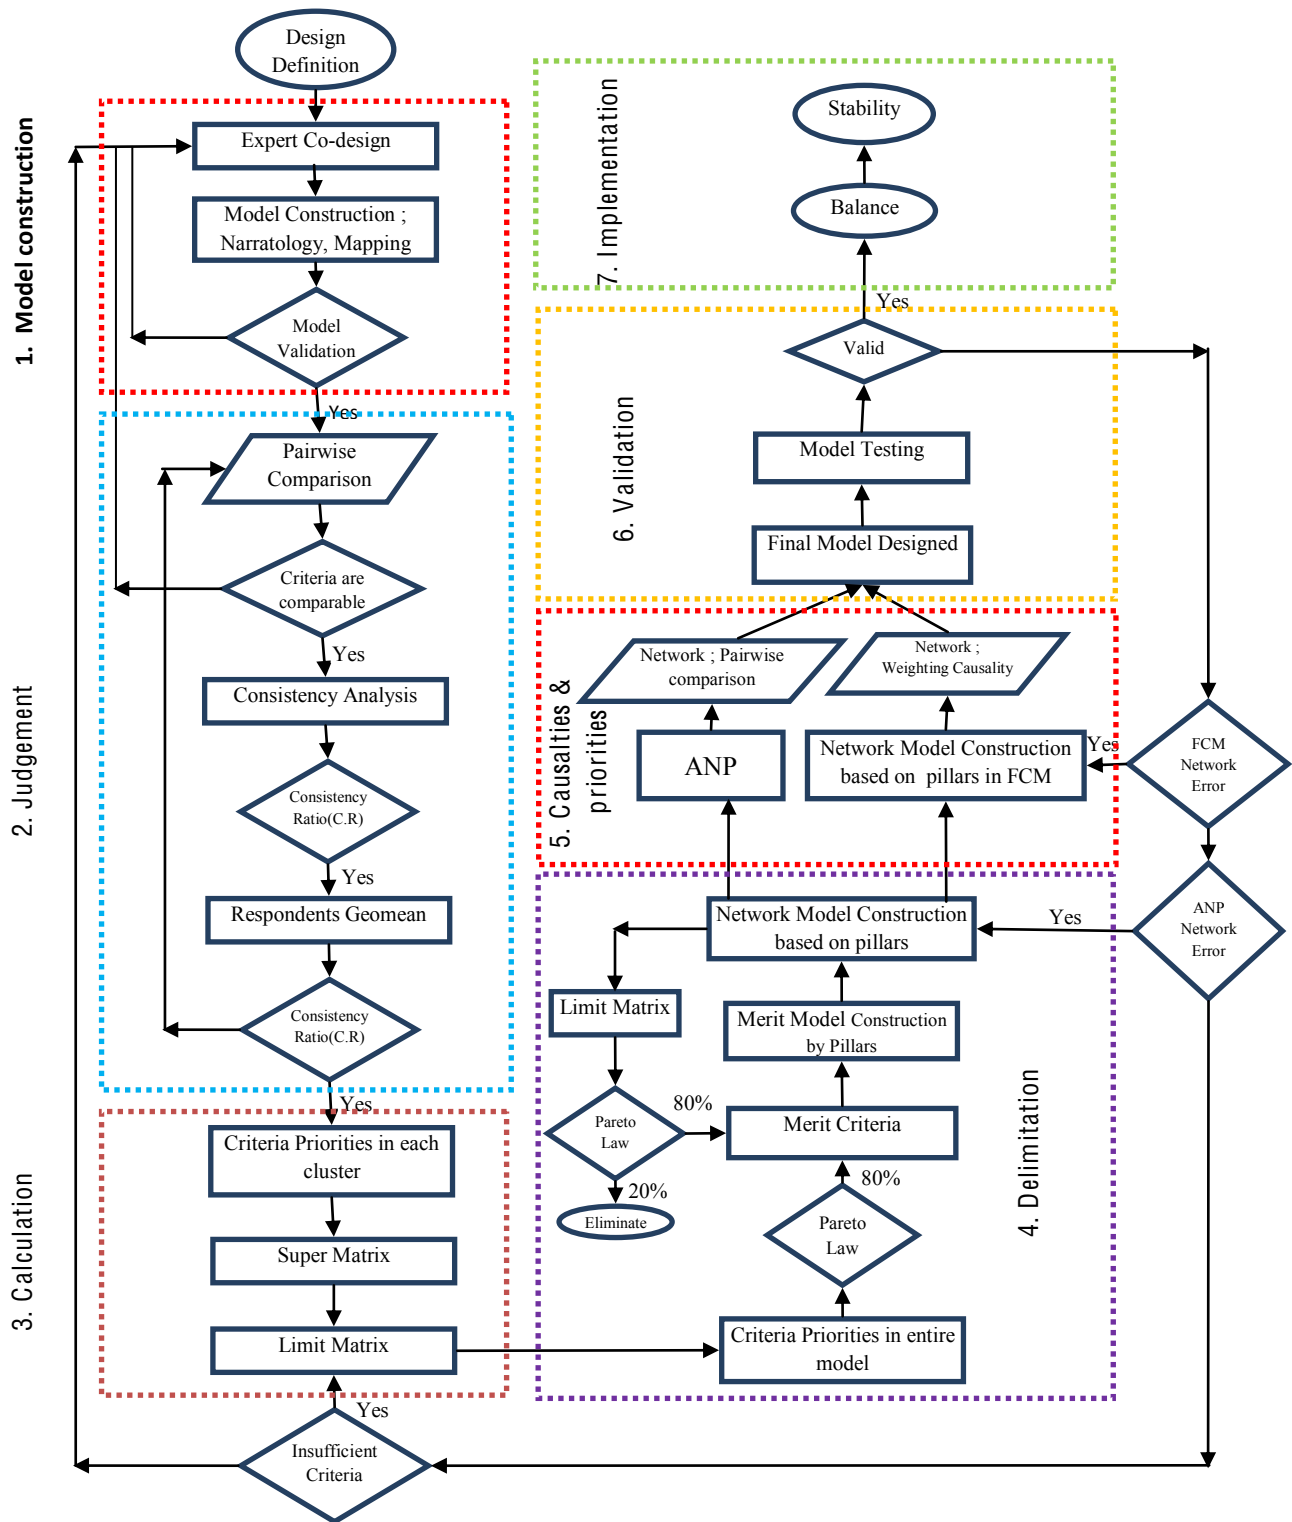 Design
Definition
1. Model construction
Expert Co-design
Model Construction ;
Narratology, Mapping
Model
Validation
Yes
2. Judgement
Pairwise
Comparison
Criteria are
comparable
Yes
Consistency Analysis
Consistency
Ratio(C.R)
Yes
Respondents Geomean
Consistency
Ratio(C.R)
Yes
3. Calculation
Criteria Priorities in each
cluster
Super Matrix
Limit Matrix
Yes
Insufficient
Criteria
7. Implementation
Stability
Balance
Yes
6. Validation
Valid
Model Testing
Final Model Designed
5. Causalties &
priorities
Network ; Pairwise
comparison
Network ;
Weighting Causality
ANP
Network Model Construction
based on pillars in FCM
Yes
FCM
Network
Error
ANP
Network
Error
Yes
4. Delimitation
Network Model Construction
based on pillars
Limit Matrix
Merit Model Construction
by Pillars
Pareto
Law
80%
Merit Criteria
20%
Eliminate
80%
Pareto
Law
Criteria Priorities in entire
model